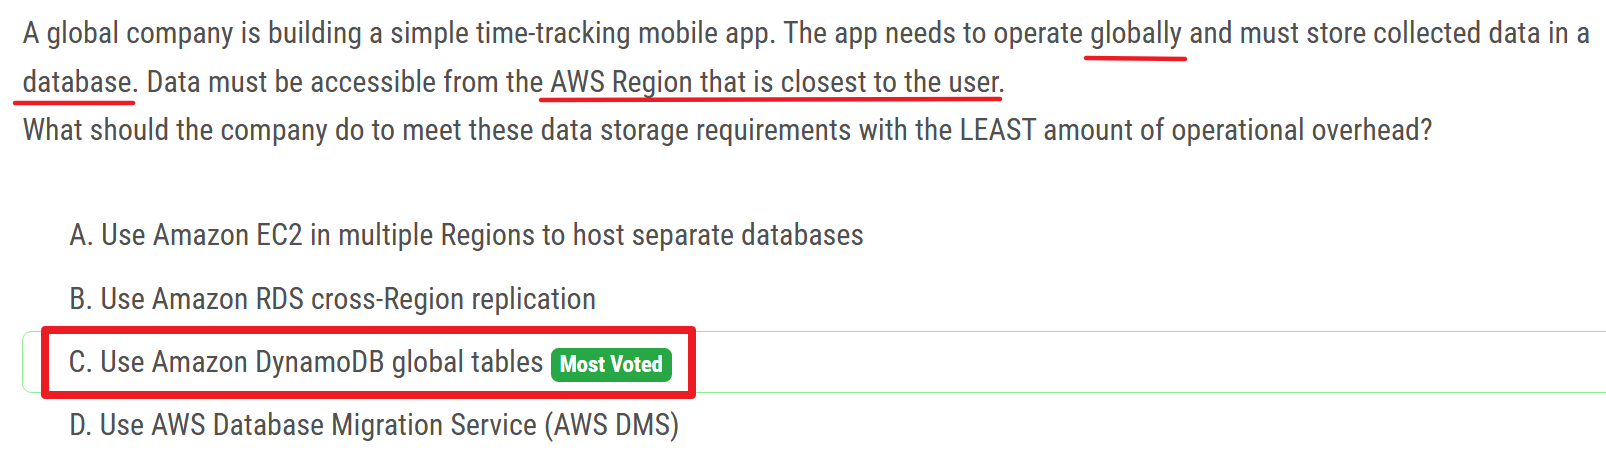 A global company is building a simple time-tracking mobile app. The app needs to operate globally and must store collected data in a
database. Data must be accessible from the AWS Region that is closest to the user.
What should the company do to meet these data storage requirements with the LEAST amount of operational overhead?
A. Use Amazon EC2 in multiple Regions to host separate databases
B. Use Amazon RDS cross-Region replication
C. Use Amazon DynamoDB global tables Most Voted
D. Use AWS Database Migration Service (AWS DMS)